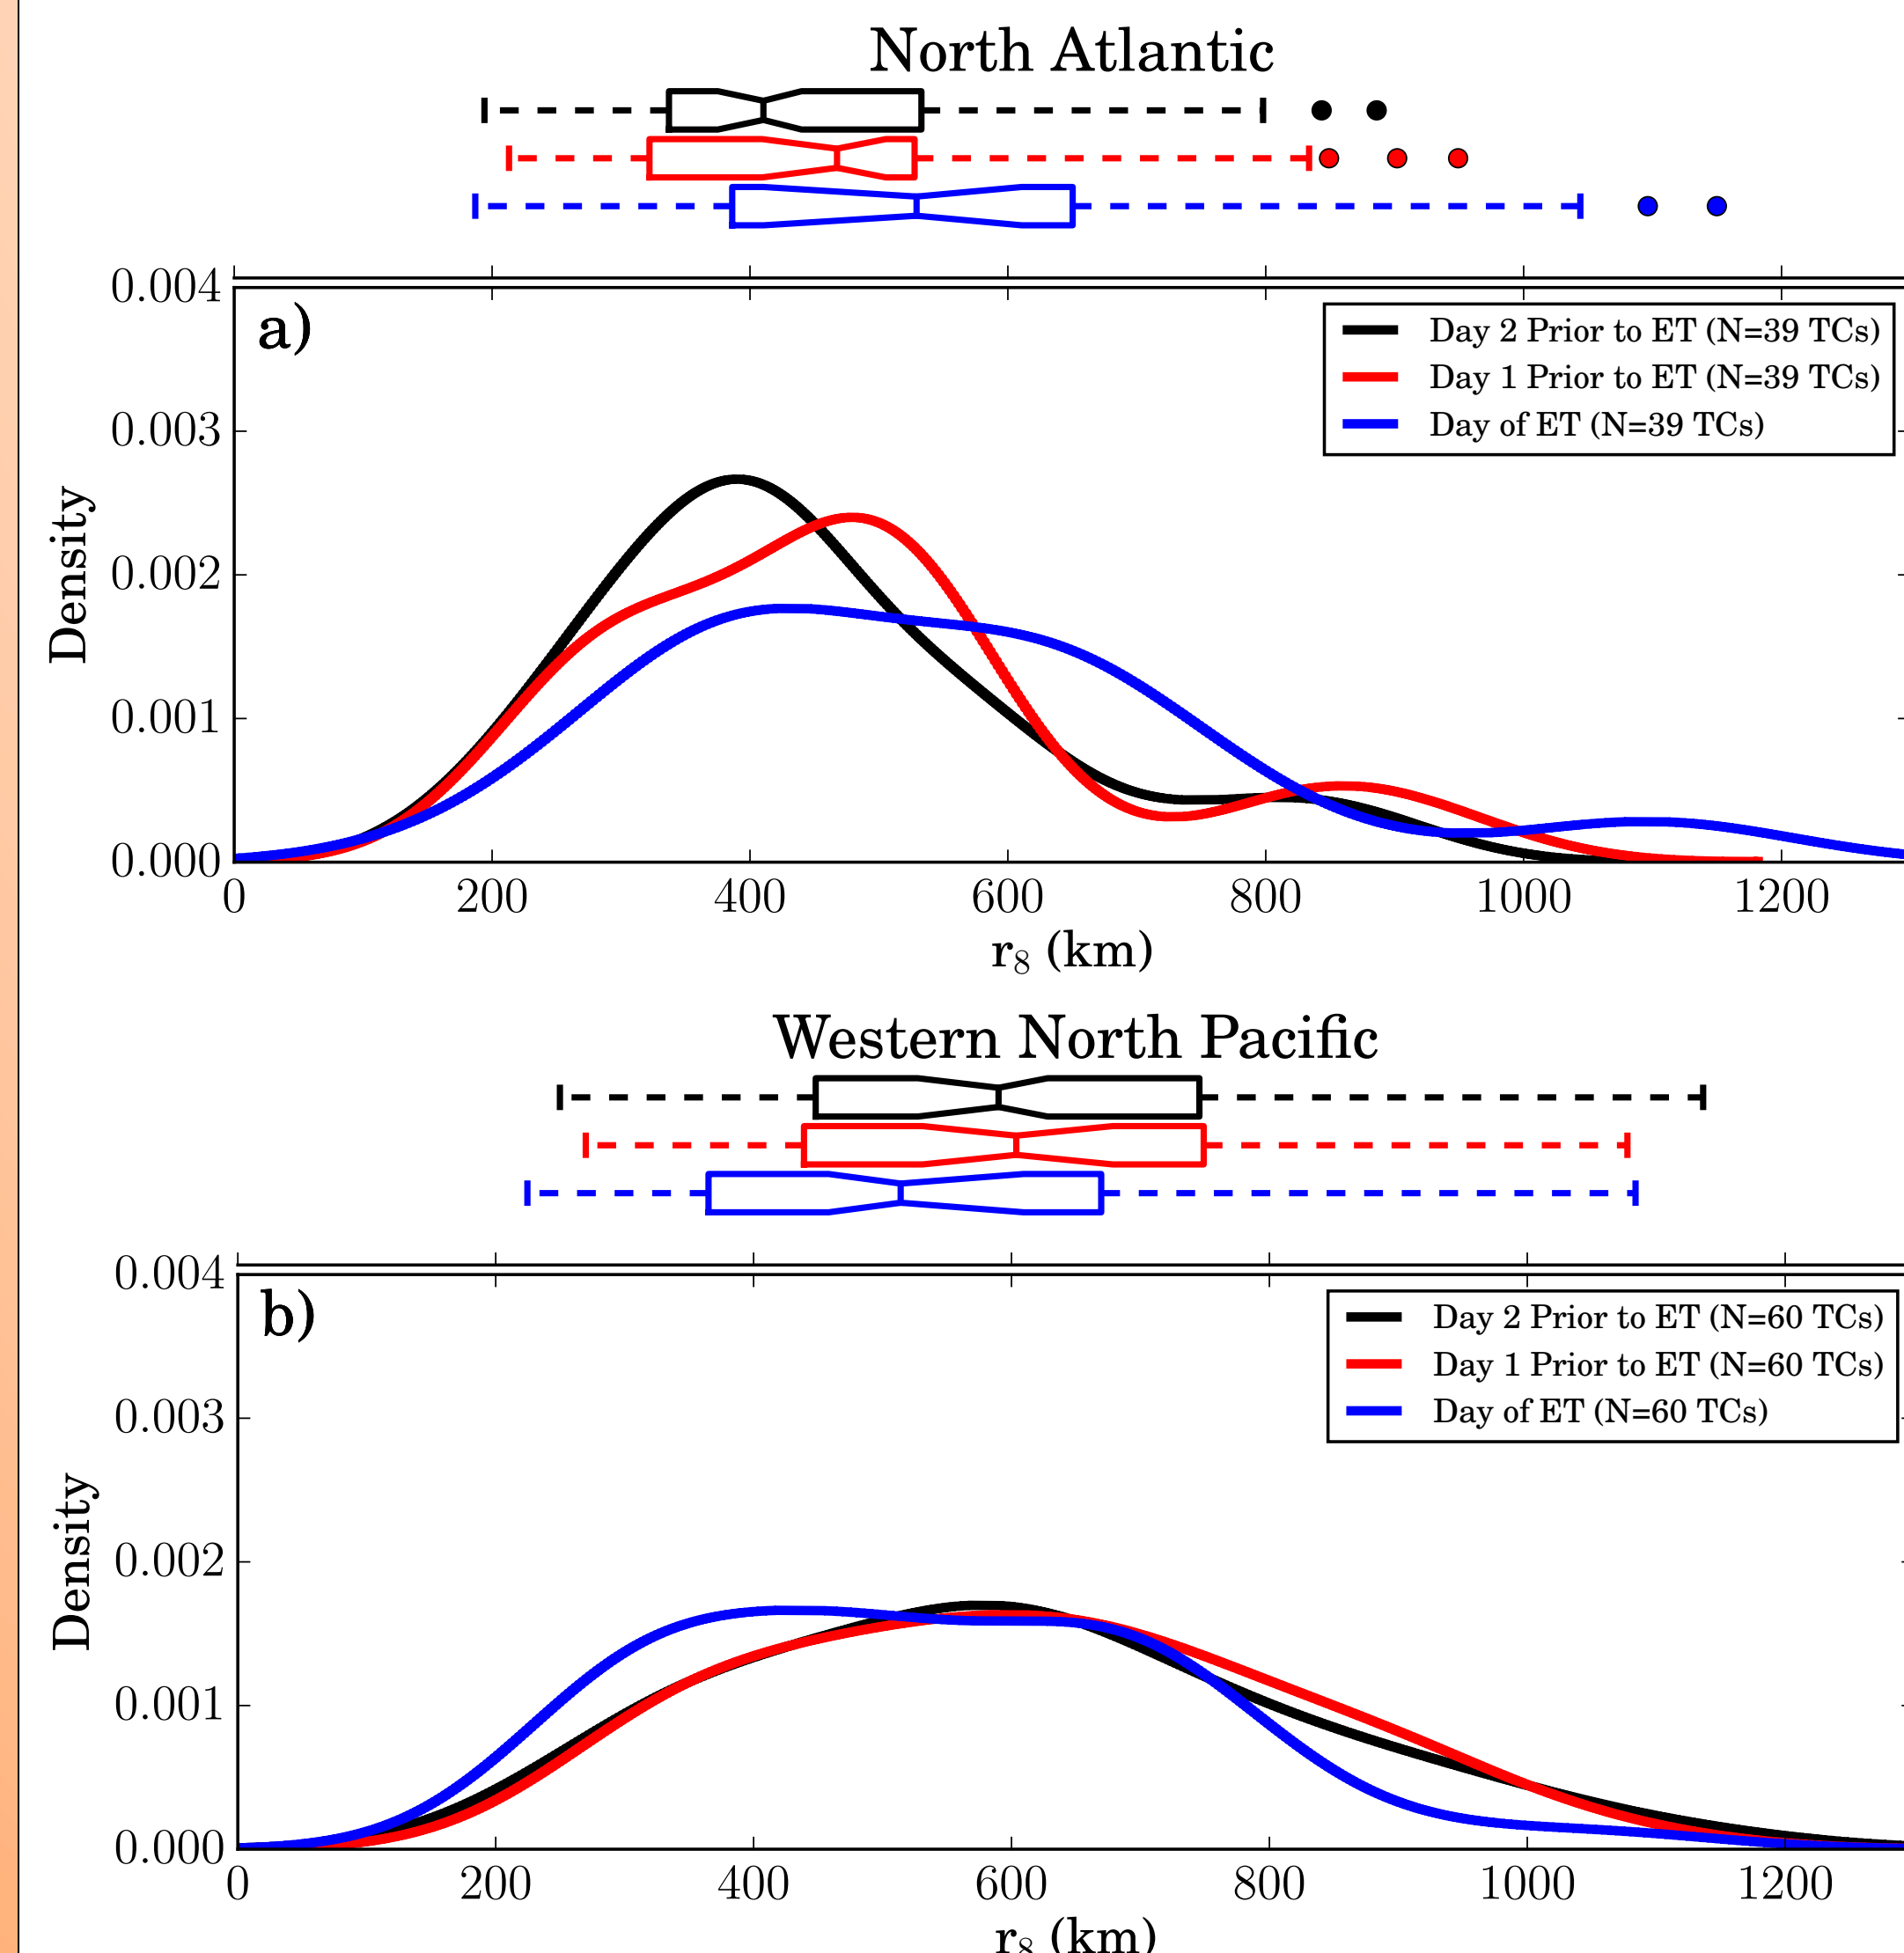 North Atlantic
a)
0.004
0.003
0.002
0.001
0.000
Density
Day 2 Prior to ET (N=39 TCs)
Day 1 Prior to ET (N=39 TCs)
Day of ET (N=39 TCs)
0 200 400 600 800 1000 1200
r₈ (km)
Western North Pacific
b)
0.004
0.003
0.002
0.001
0.000
Density
Day 2 Prior to ET (N=60 TCs)
Day 1 Prior to ET (N=60 TCs)
Day of ET (N=60 TCs)
0 200 400 600 800 1000 1200
r₈ (km)